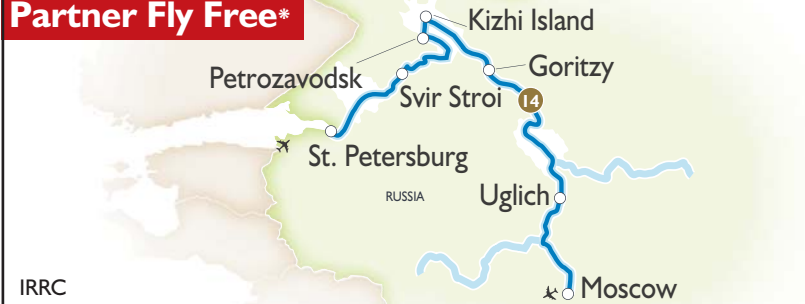 Partner Fly Free*
Kizhi Island
Petrozavodsk
Goritzy
Svir Stroi
14
St. Petersburg
RUSSIA
Uglich
Moscow
IRRC